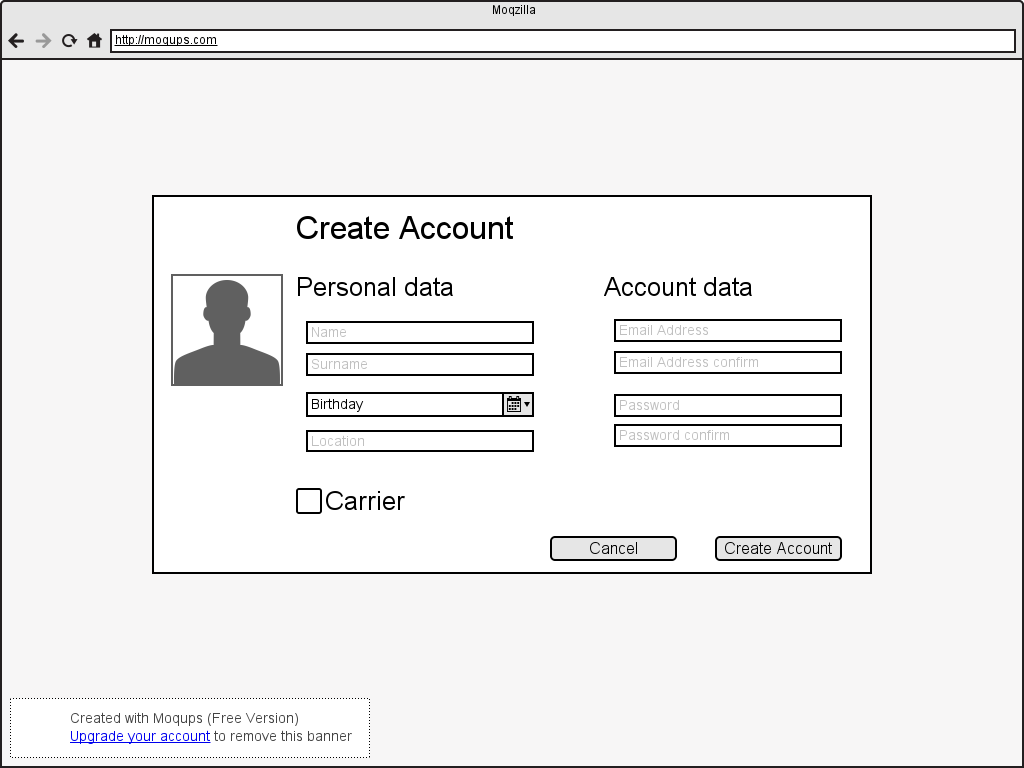 Moqzilla
http://moqups.com
Create Account
Personal data
Name
Surname
Birthday
Location
Carrier
Account data
Email Address
Email Address confirm
Password
Password confirm
Cancel
Create Account
Created with Moqups (Free Version)
Upgrade your account to remove this banner